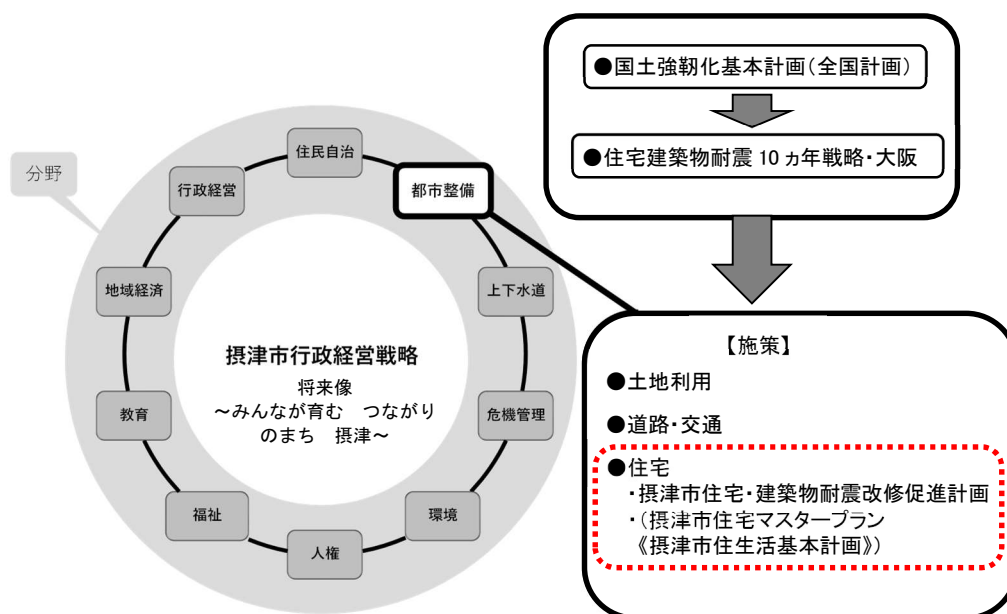 ●国土強靭化基本計画(全国計画)
●住宅建築物耐震 10 ヵ年戦略・大阪
分野
住民自治
都市整備
上下水道
危機管理
環境
人権
福祉
教育
地域経済
行政経営
摂津市行政経営戦略
将来像
～みんなが育む　つながり
のまち　摂津～
【施策】
●土地利用
●道路・交通
●住宅
・摂津市住宅・建築物耐震改修促進計画
・(摂津市住宅マスタープラン
《摂津市住生活基本計画》)